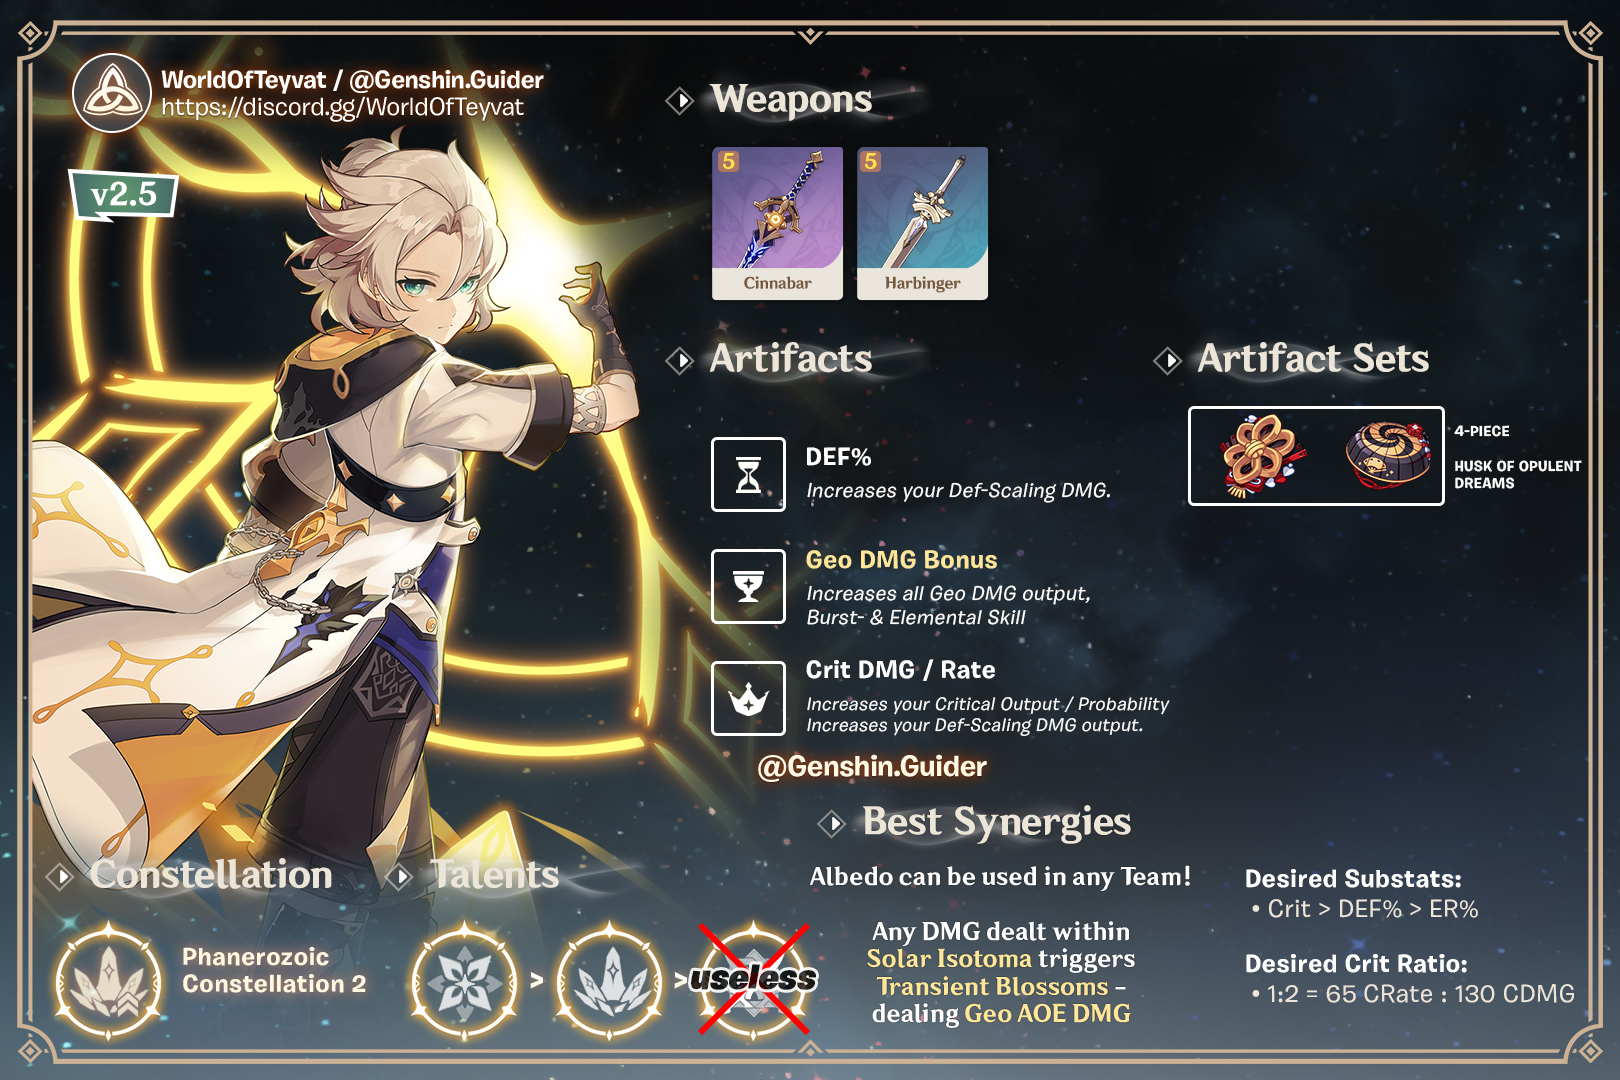 WorldOfTeyvat / @Genshin.Guider
https://discord.gg/WorldOfTeyvat
v2.5
Weapons
5
Cinnabar
5
Harbinger
Artifacts
DEF%
Increases your Def-Scaling DMG.
Geo DMG Bonus
Increases all Geo DMG output,
Burst- & Elemental Skill
Crit DMG / Rate
Increases your Critical Output / Probability
Increases your Def-Scaling DMG output.
@Genshin.Guider
Artifact Sets
4-PIECE
HUSK OF OPULENT
DREAMS
Constellation
Phanerozoic
Constellation 2
Talents
> > useless
Best Synergies
Albedo can be used in any Team!
Any DMG dealt within
Solar Isotoma triggers
Transient Blossoms -
dealing Geo AOE DMG
Desired Substats:
• Crit > DEF% > ER%
Desired Crit Ratio:
• 1:2 = 65 CRate : 130 CDMG